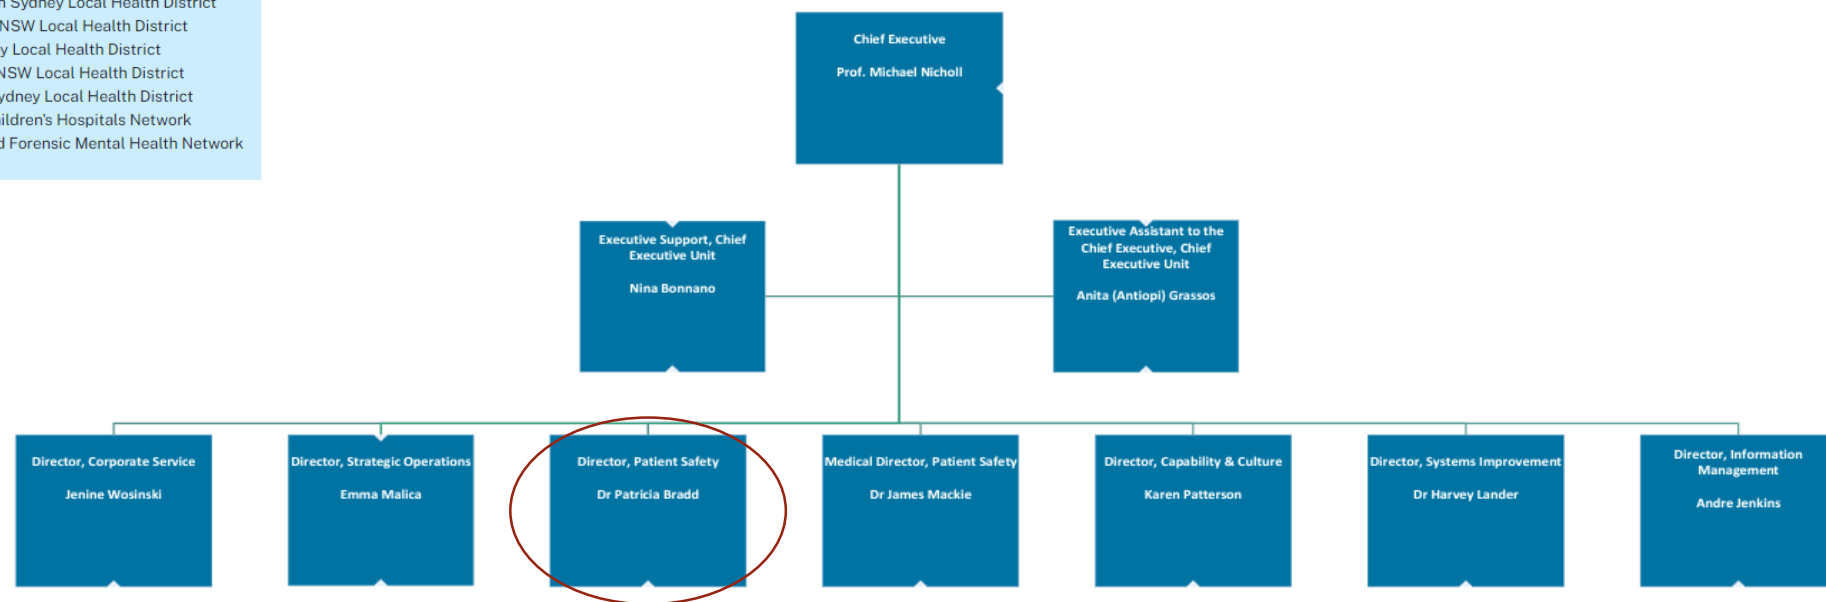 Sydney Local Health District
NSW Local Health District
Local Health District
NSW Local Health District
Local Health District
Hospitals Network
Forensic Mental Health Network
Chief Executive
Prof. Michael Nicholl
Executive Support, Chief
Executive Unit
Nina Bonnano
Executive Assistant to the
Chief Executive, Chief
Executive Unit
Anita (Antiopi) Grassos
Director, Corporate Service
Jenine Wosinski
Director, Strategic Operations
Emma Malica
Director, Patient Safety
Dr Patricia Bradd
Medical Director, Patient Safety
Dr James Mackie
Director, Capability & Culture
Karen Patterson
Director, Systems Improvement
Dr Harvey Lander
Director, Information
Management
Andre Jenkins